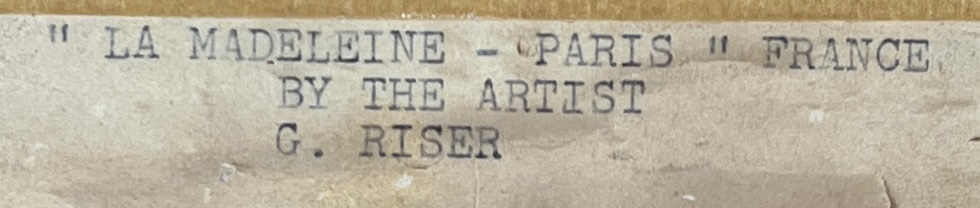 " LA MADELEINE - PARIS " FRANCE
BY THE ARTIST
G. RISER